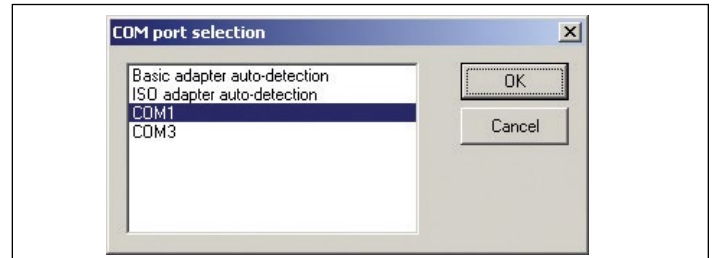 COM port selection
Basic adapter auto-detection
ISO adapter auto-detection
COM1
COM3
OK
Cancel